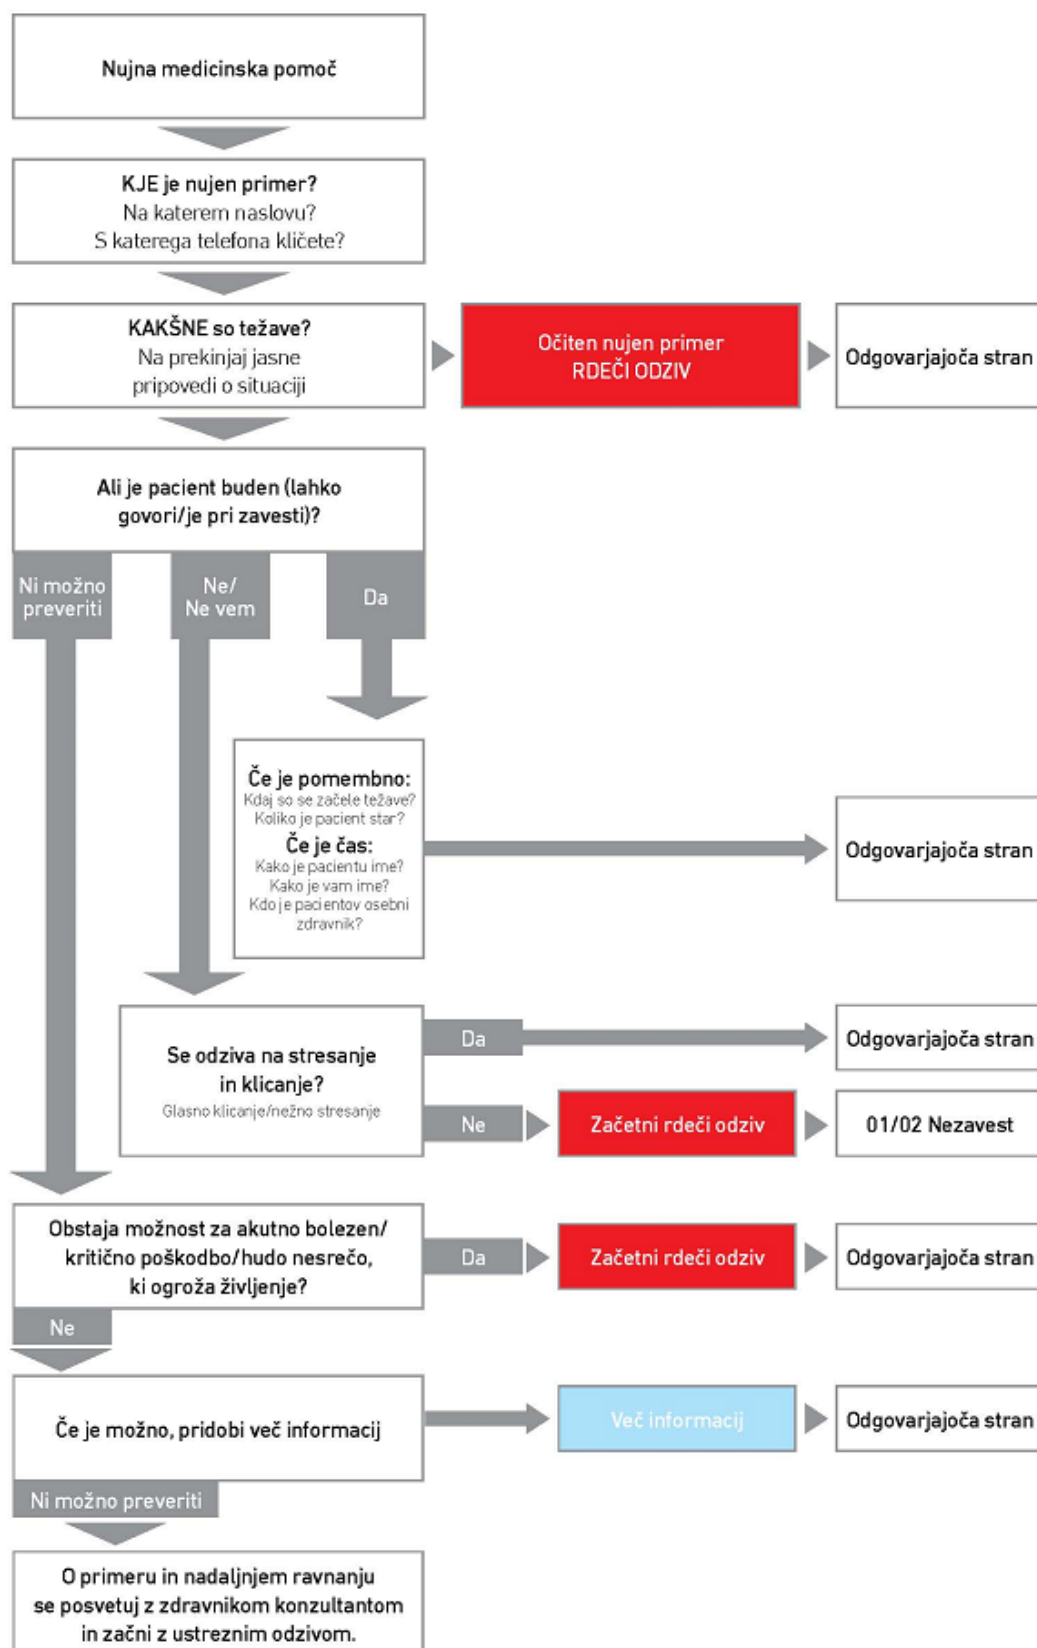 Nujna medicinska pomoč
KJE je nujen primer?
Na katerem naslovu?
S katerega telefona kličete?
KAKŠNE so težave?
Na prekinjaj jasne
pripovedi o situaciji
Očiten nujen primer
RDEČI ODZIV
Odgovarjajoča stran
Ali je pacient buden (lahko
govori/je pri zavesti)?
Ni možno
preveriti
Ne/
Ne vem
Da
Če je pomembno:
Kdaj so se začele težave?
Koliko je pacient star?
Če je čas:
Kako je pacientu ime?
Kako je vam ime?
Kdo je pacientov osebni
zdravnik?
Odgovarjajoča stran
Se odziva na stresanje
in klicanje?
Glasno klicanje/nežno stresanje
Da
Odgovarjajoča stran
Ne
Začetni rdeči odziv
01/02 Nezavest
Obstaja možnost za akutno bolezen/
kritično poškodbo/hudo nesrečo,
ki ogroža življenje?
Da
Začetni rdeči odziv
Odgovarjajoča stran
Ne
Če je možno, pridobi več informacij
Več informacij
Odgovarjajoča stran
Ni možno preveriti
O primeru in nadaljnjem ravnanju
se posvetuj z zdravnikom konzultantom
in začni z ustreznim odzivom.